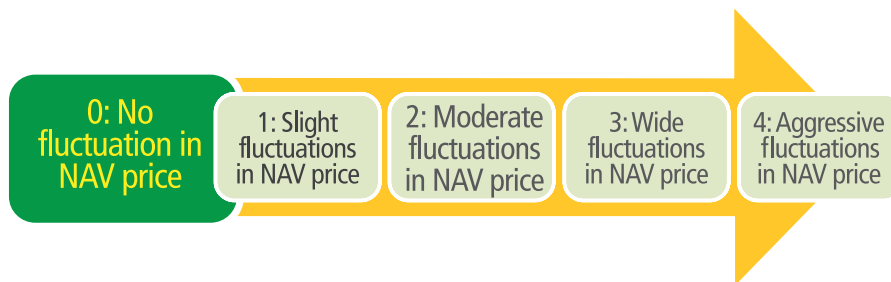 0: No
fluctuation in
NAV price
1: Slight
fluctuations
in NAV price
2: Moderate
fluctuations
in NAV price
3: Wide
fluctuations
in NAV price
4: Aggressive
fluctuations
in NAV price